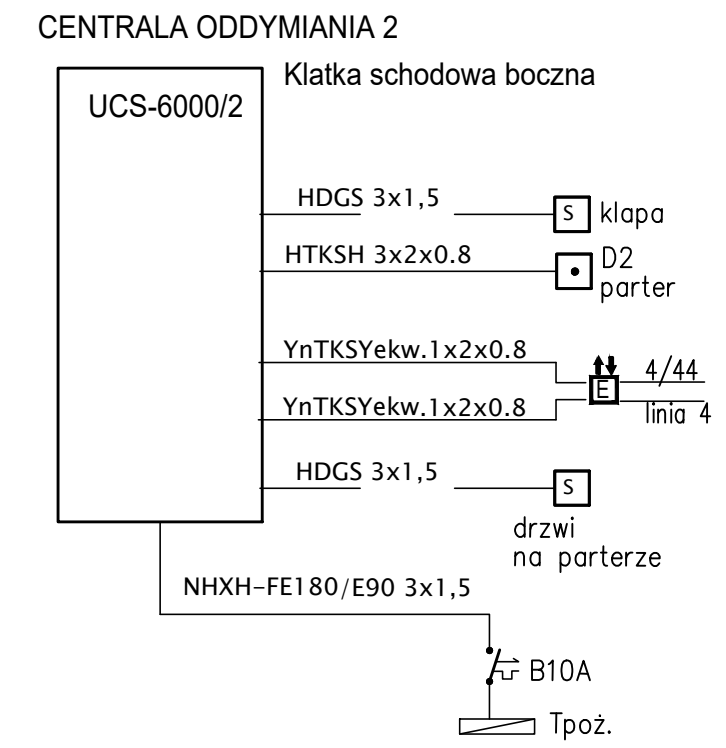 CENTRALA ODDYMIANIA 2
Klatka schodowa boczna
UCS-6000/2
HDGS 3x1,5
S klapa
HTKSH 3x2x0.8
D2
parter
YnTKSYekw.1x2x0.8
E 4/44
YnTKSYekw.1x2x0.8
linia 4
HDGS 3x1,5
S
drzwi
na parterze
NHXH-FE180/E90 3x1,5
B10A
Tpoż.